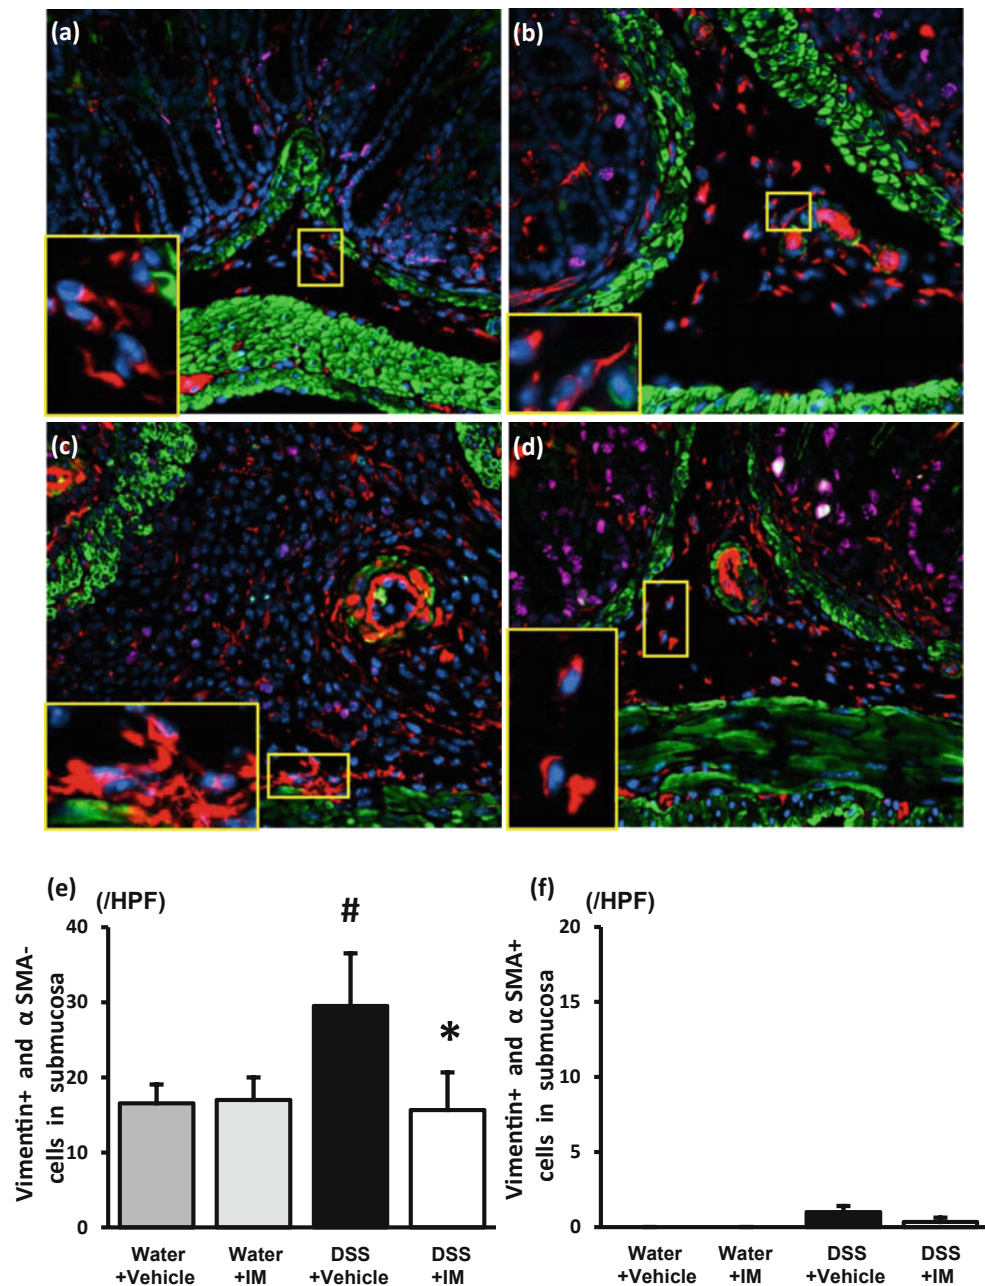 (a)
(b)
(c)
(d)
(e) (/HPF)
Vimentin+ and α SMA-
cells in submucosa
40
30
20
10
0
#
*
Water
+Vehicle
Water
+IM
DSS
+Vehicle
DSS
+IM
(f) (/HPF)
Vimentin+ and α SMA+
cells in submucosa
20
15
10
5
0
Water
+Vehicle
Water
+IM
DSS
+Vehicle
DSS
+IM